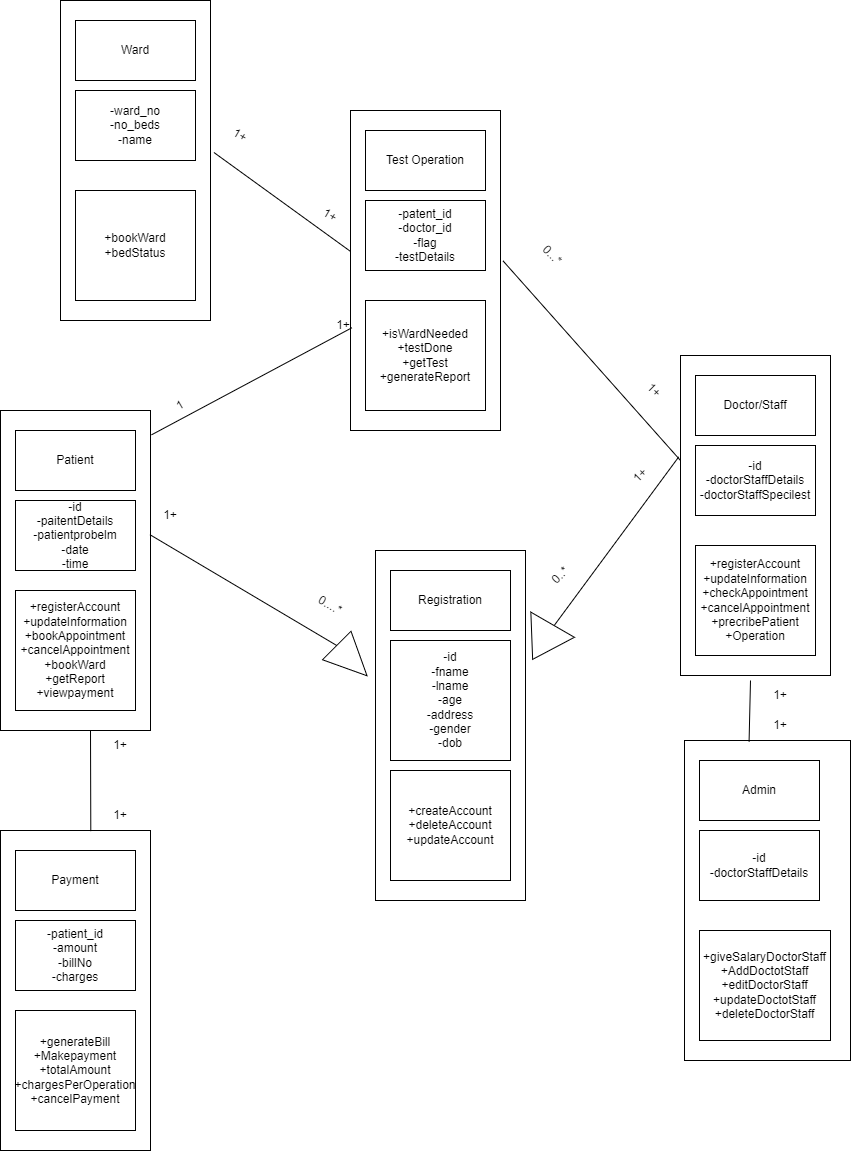 Ward
-ward_no
-no_beds
-name
+bookWard
+bedStatus
1+
1+
Test Operation
-patent_id
-doctor_id
-flag
-testDetails
+isWardNeeded
+testDone
+getTest
+generateReport
0... *
1+
1+
1
Doctor/Staff
-id
-doctorStaffDetails
-doctorStaffSpecilest
+registerAccount
+updateInformation
+checkAppointment
+cancelAppointment
+precribePatient
+Operation
Patient
-id
-paitentDetails
-patientprobelm
-date
-time
+registerAccount
+updateInformation
+bookAppointment
+cancelAppointment
+bookWard
+getReport
+viewpayment
1+
0.... *
1+
0..*
Registration
-id
-fname
-lname
-age
-address
-gender
-dob
+createAccount
+deleteAccount
+updateAccount
1+
1+
1+
1+
Admin
-id
-doctorStaffDetails
+giveSalaryDoctorStaff
+AddDoctotStaff
+editDoctorStaff
+updateDoctotStaff
+deleteDoctorStaff
Payment
-patient_id
-amount
-billNo
-charges
+generateBill
+Makepayment
+totalAmount
+chargesPerOperation
+cancelPayment